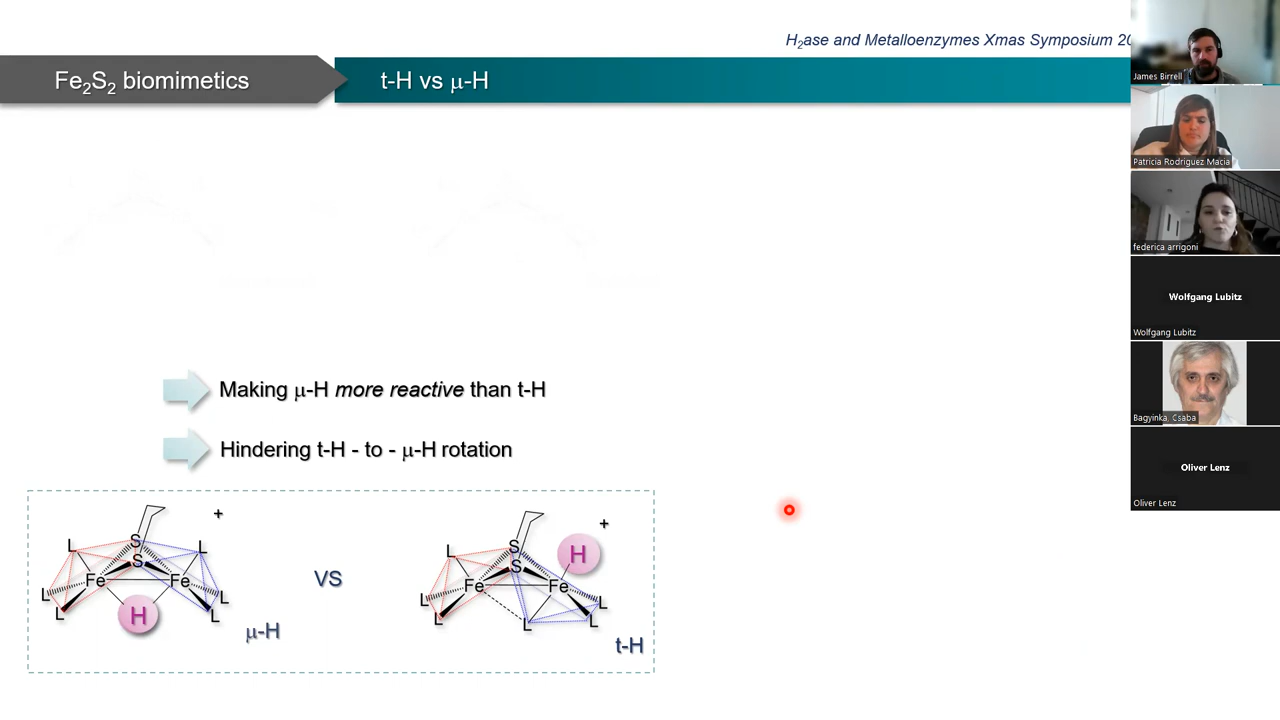 H2ase and Metalloenzymes Xmas Symposium 20
Fe2S2 biomimetics
t-H vs μ-H
Making μ-H more reactive than t-H
Hindering t-H - to - μ-H rotation
+
S
L
L
S
Fe
Fe
L
L
L
L
H
μ-H
VS
+
S
H
L
S
Fe
Fe
L
L
L
L
L
t-H
James Birrell
Patricia Rodriguez Macia
federica arrigoni
Wolfgang Lubitz
Wolfgang Lubitz
Bagyinka, Csaba
Oliver Lenz
Oliver Lenz